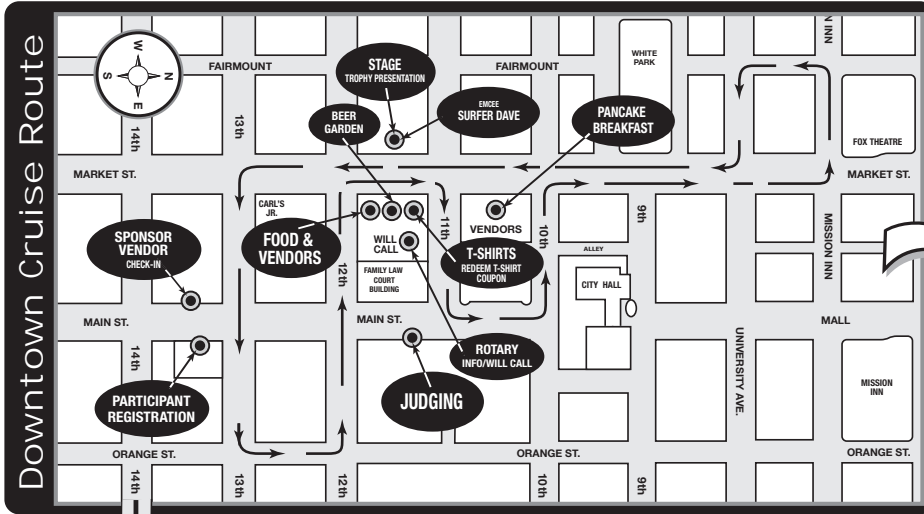 Downtown Cruise Route
W
N
S
E
14th
13th
FAIRMOUNT
FAIRMOUNT
WHITE
PARK
N INN
STAGE
TROPHY PRESENTATION
EMCEE
SURFER DAVE
BEER
GARDEN
PANCAKE
BREAKFAST
FOX THEATRE
MARKET ST.
MARKET ST.
CARL'S
JR.
FOOD &
VENDORS
WILL
CALL
11th
VENDORS
10th
9th
MISSION INN
SPONSOR
VENDOR
CHECK-IN
12th
FAMILY LAW
COURT
BUILDING
T-SHIRTS
REDEEM T-SHIRT
COUPON
ALLEY
CITY HALL
MAIN ST.
MAIN ST.
MALL
14th
ROTARY
INFO/WILL CALL
UNIVERSITY AVE.
PARTICIPANT
REGISTRATION
JUDGING
MISSION
INN
ORANGE ST.
ORANGE ST.
ORANGE ST.
14th
13th
12th
10th
9th